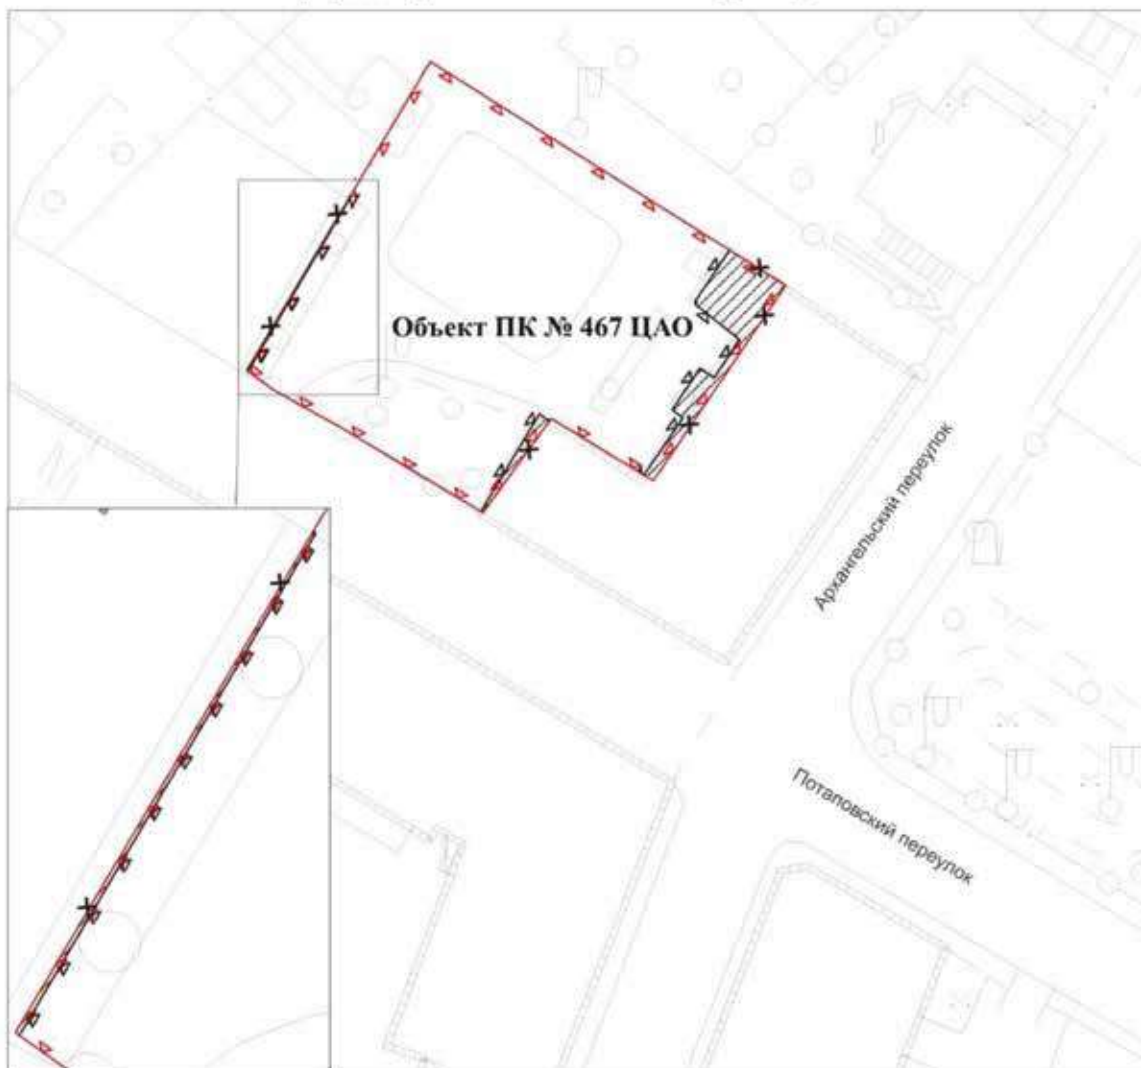 Объект ПК № 467 ЦАО
Архангельский переулок
Потаповский переулок